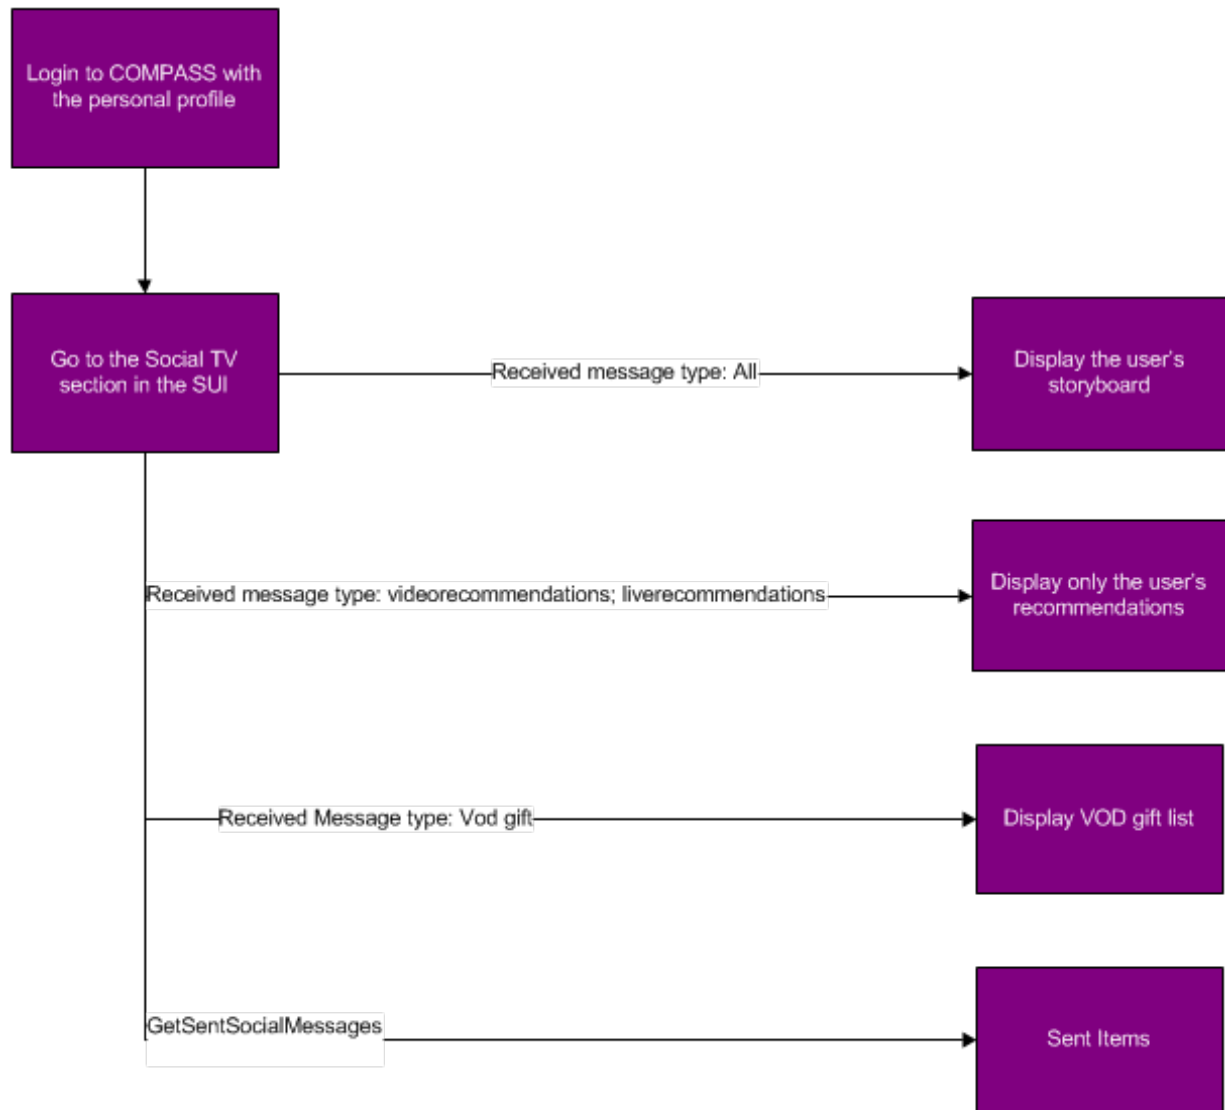 Login to COMPASS with
the personal profile
Go to the Social TV
section in the SUI
Received message type: All
Display the user's
storyboard
Received message type: videorecommendations; liverecommendations
Display only the user's
recommendations
Received Message type: Vod gift
Display VOD gift list
GetSentSocialMessages
Sent Items